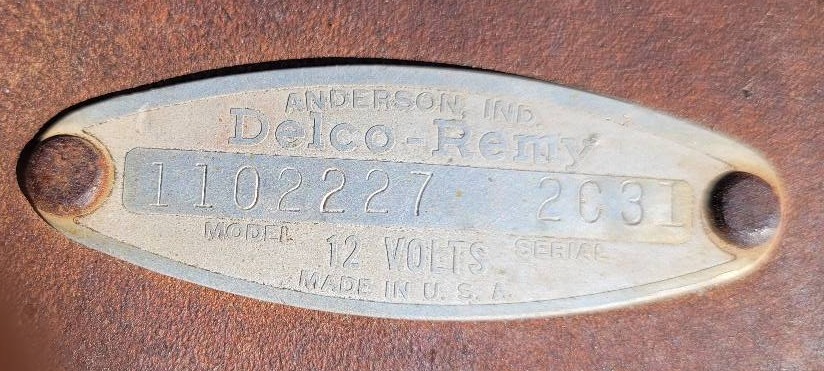 ANDERSON, IND.
Delco-Remy
1102227 2C31
MODEL SERIAL
12 VOLTS
MADE IN U. S. A.